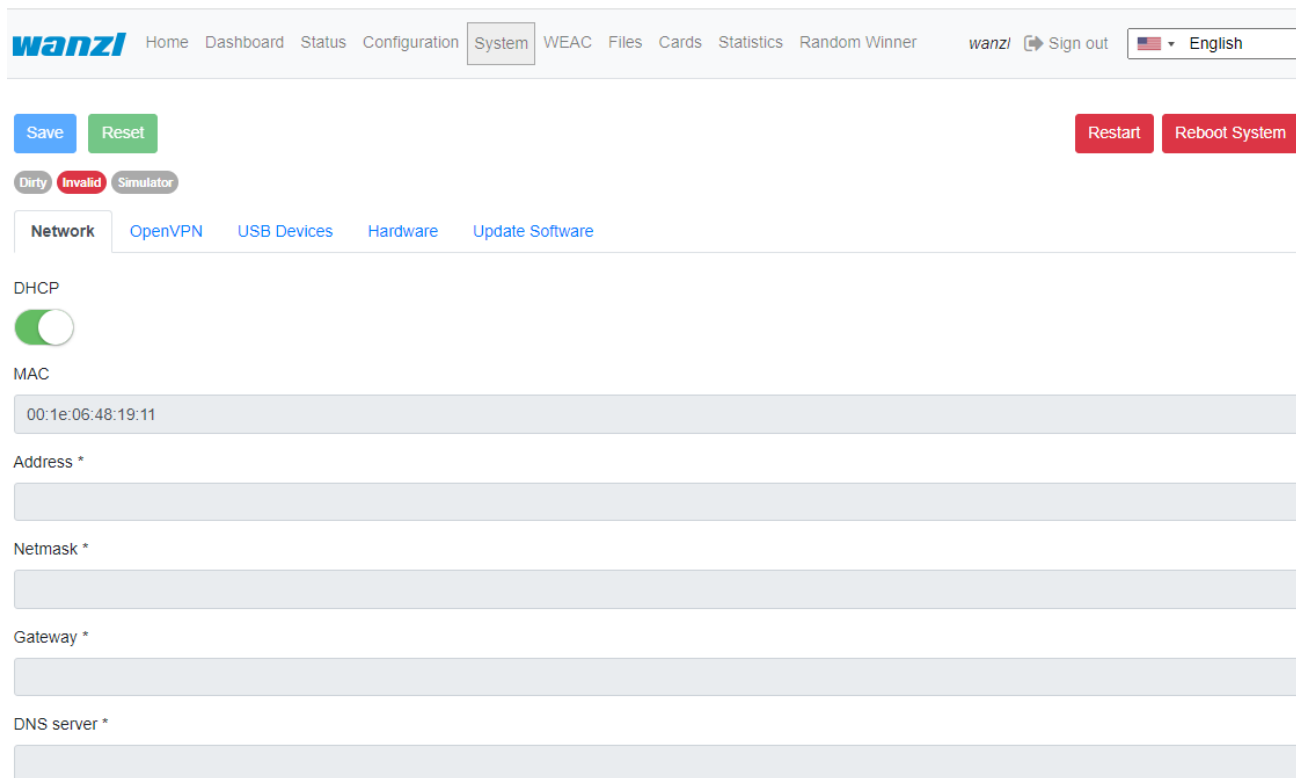 wanzl Home Dashboard Status Configuration System WEAC Files Cards Statistics Random Winner wanzl Sign out English
Save Reset Restart Reboot System
Dirty Invalid Simulator
Network OpenVPN USB Devices Hardware Update Software
DHCP
MAC
00:1e:06:48:19:11
Address *
Netmask *
Gateway *
DNS server *